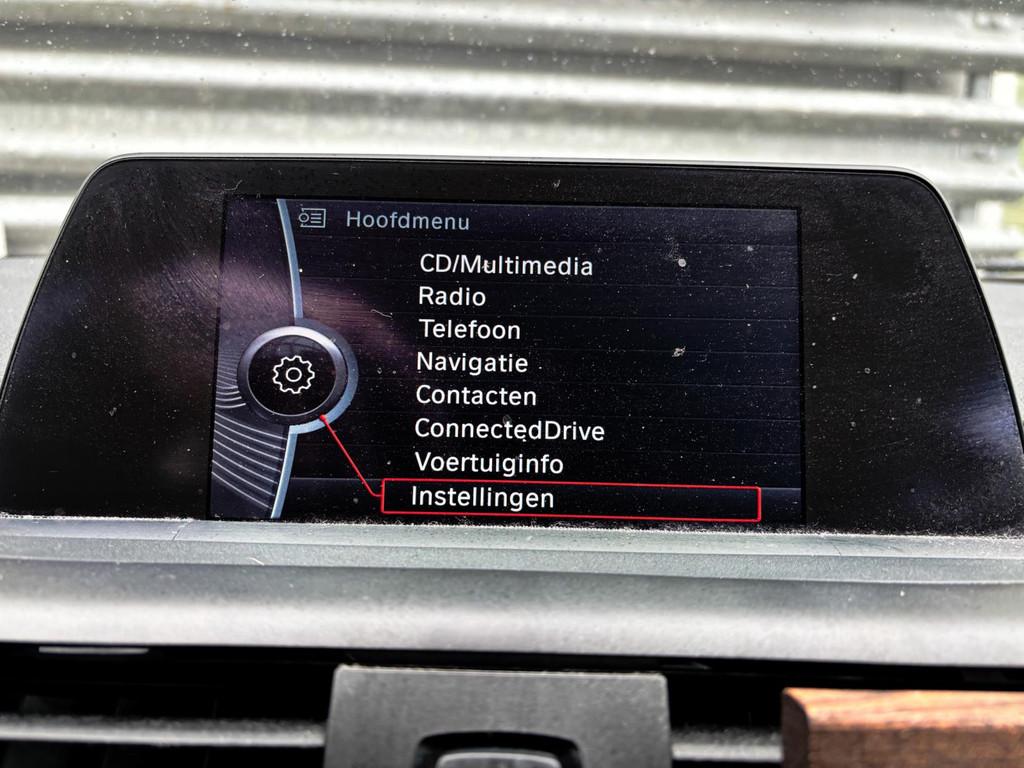 Hoofdmenu
CD/Multimedia
Radio
Telefoon
Navigatie
Contacten
ConnectedDrive
Voertuiginfo
Instellingen